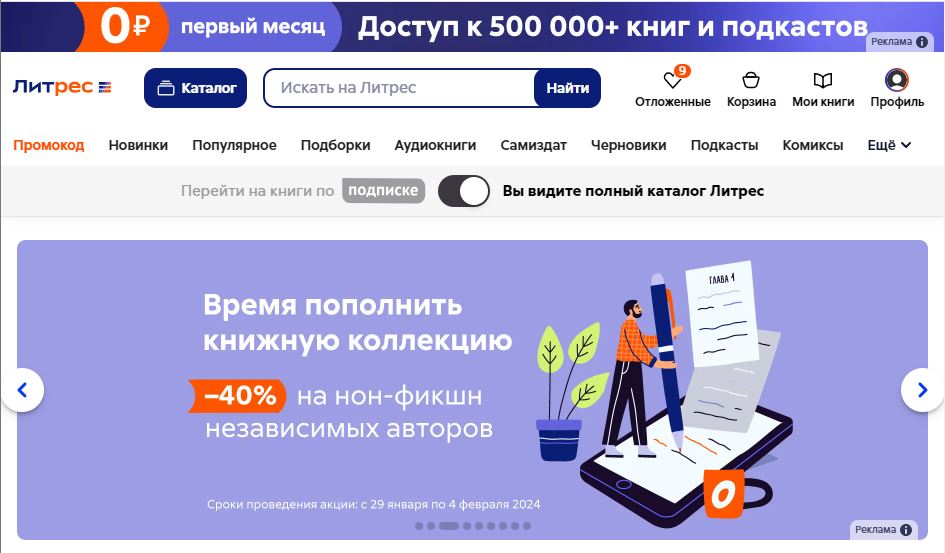 0₽ первый месяц Доступ к 500 000+ книг и подкастов
Реклама
Литрес Каталог Искать на Литрес Найти 9
Отложенные Корзина Мои книги Профиль
Промокод Новинки Популярное Подборки Аудиокниги Самиздат Черновики Подкасты Комиксы Ещё
Перейти на книги по подписке Вы видите полный каталог Литрес
Время пополнить
книжную коллекцию
–40% на нон-фикшн
независимых авторов
Сроки проведения акции: с 29 января по 4 февраля 2024
ГЛАВА 1
0
Реклама